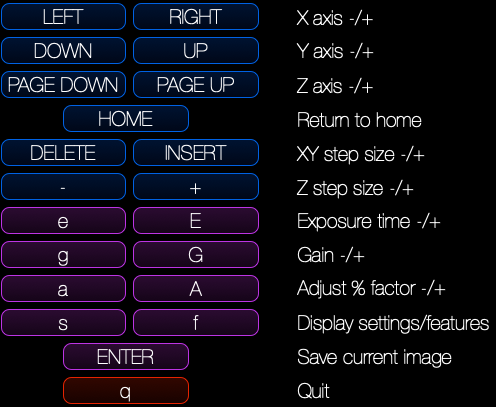 LEFT RIGHT X axis -/+
DOWN UP Y axis -/+
PAGE DOWN PAGE UP Z axis -/+
HOME Return to home
DELETE INSERT XY step size -/+
- + Z step size -/+
e E Exposure time -/+
g G Gain -/+
a A Adjust % factor -/+
s f Display settings/features
ENTER Save current image
q Quit